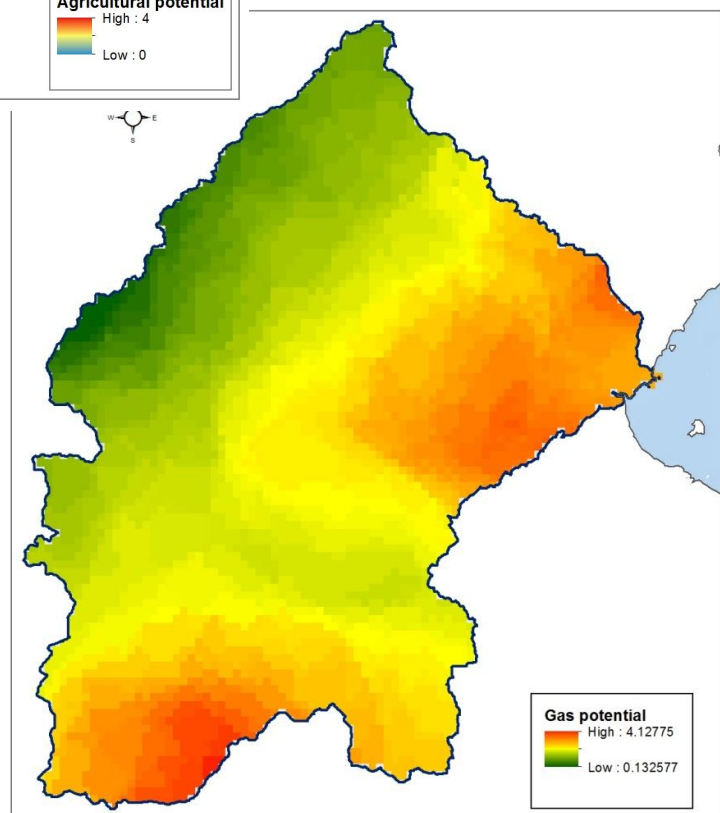 Agricultural potential
High : 4
Low : 0
W
E
S
Gas potential
High : 4.12775
Low : 0.132577